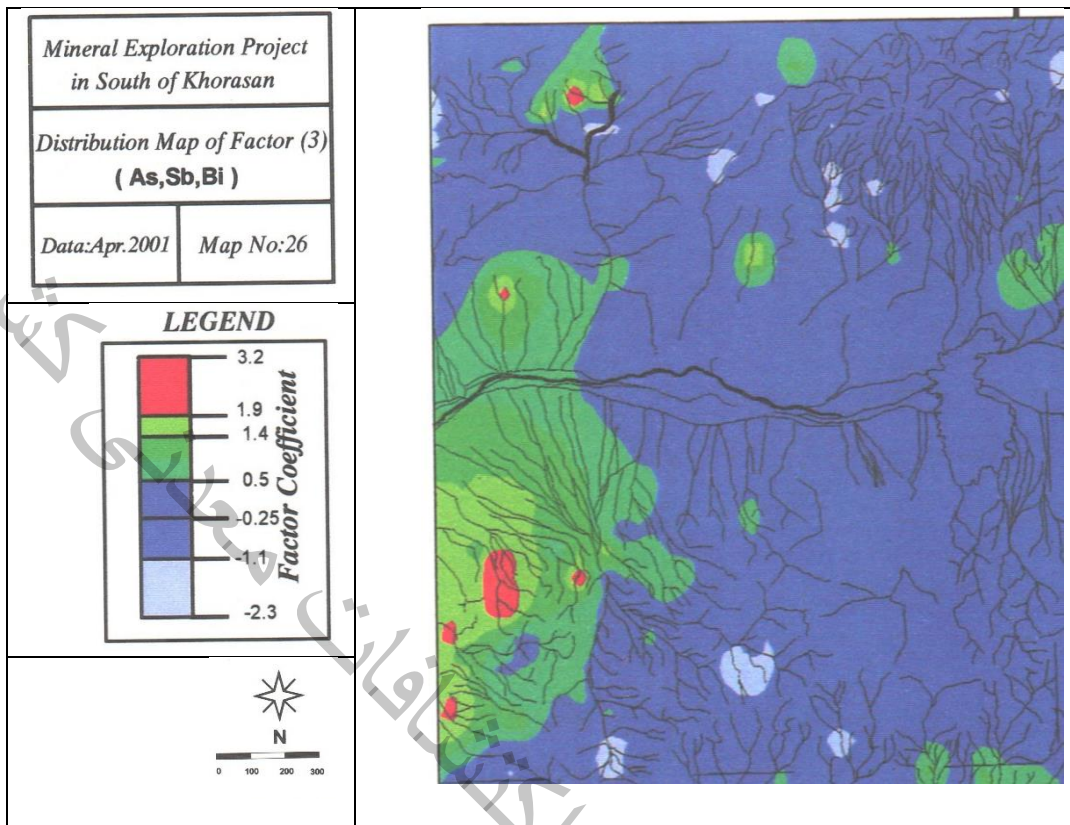 Mineral Exploration Project
in South of Khorasan
Distribution Map of Factor (3)
( As,Sb,Bi )
Data:Apr.2001
Map No:26
LEGEND
3.2
1.9
1.4
0.5
-0.25
-1.1
-2.3
Factor Coefficient
N
0 100 200 300